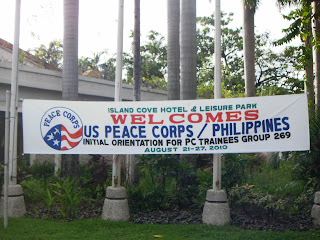 PEACE CORPS
ISLAND COVE HOTEL & LEISURE PARK
WELCOMES
US PEACE CORPS / PHILIPPINES
INITIAL ORIENTATION FOR PC TRAINEES GROUP 269
AUGUST 21-27, 2010